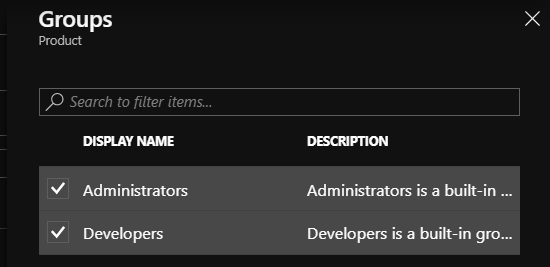 Groups
Product
Search to filter items...
DISPLAY NAME DESCRIPTION
Administrators Administrators is a built-in ...
Developers Developers is a built-in gro...